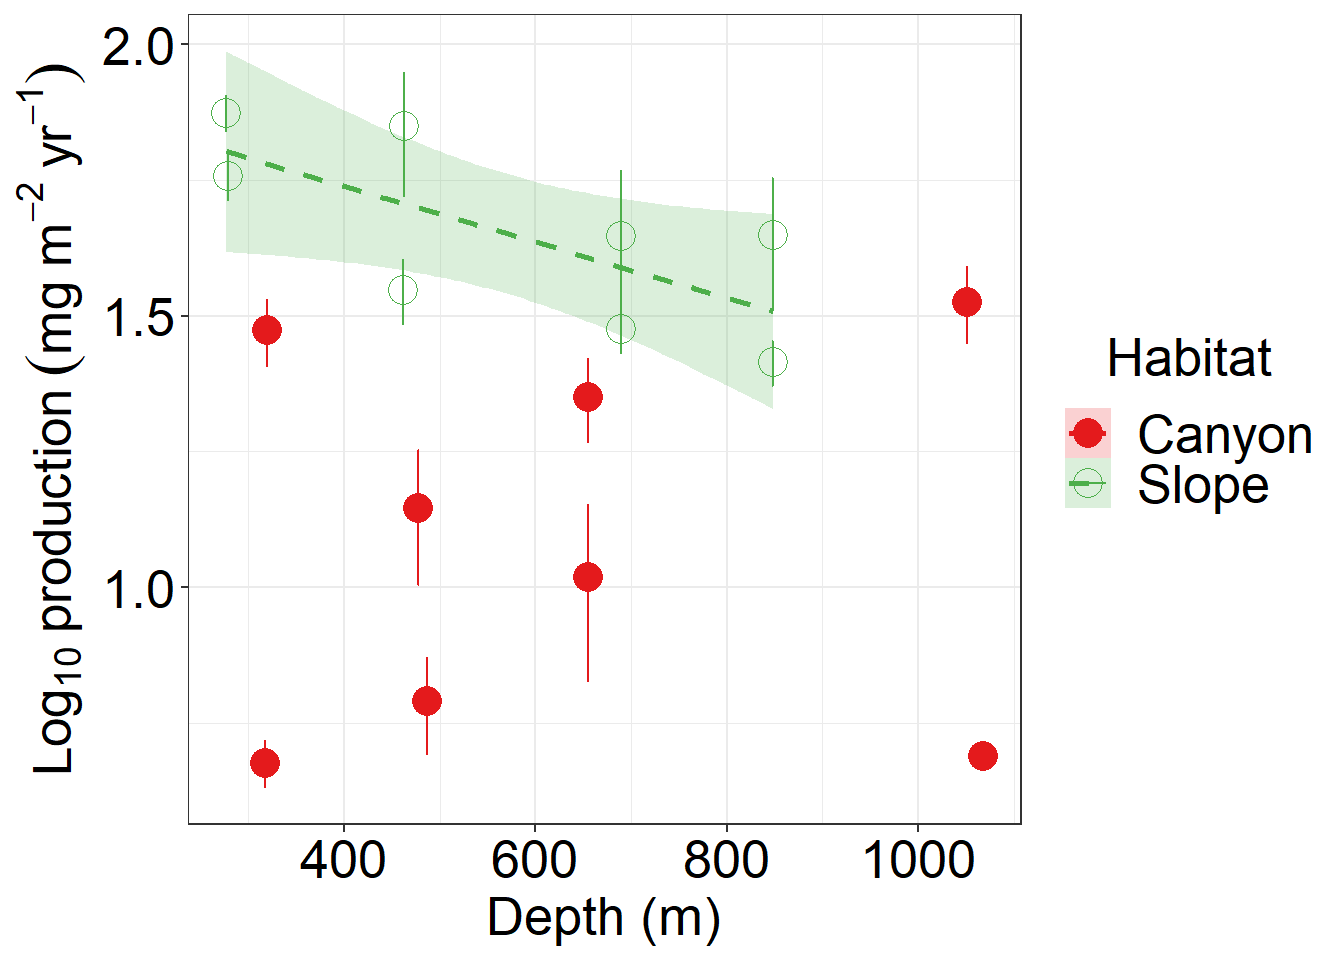 2.0
1.5
1.0
Log₁₀ production (mg m⁻² yr⁻¹)
400 600 800 1000
Depth (m)
Habitat
Canyon
Slope